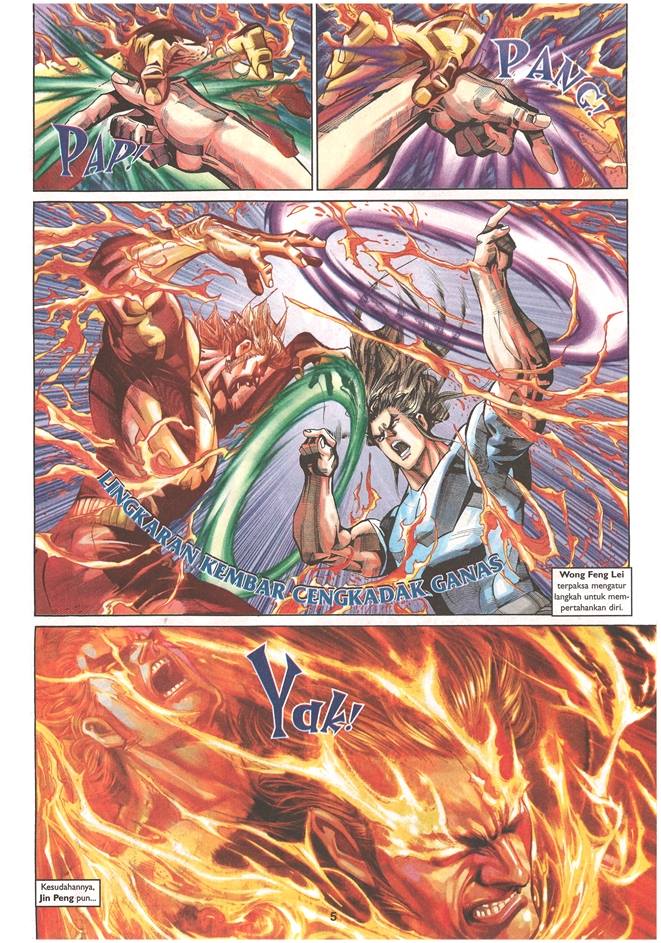 PAP!
PANG!
LINGKARAN KEMBAR CENGKADAK GANAS
Wong Feng Lei
terpaksa mengatur
langkah untuk mem-
pertahankan diri.
Yak!
Kesudahannya,
Jin Peng pun...
5